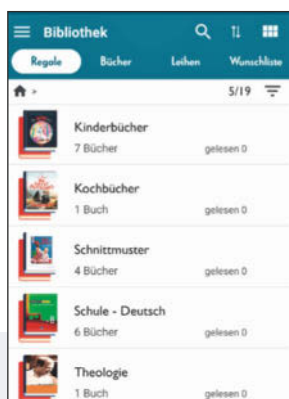 Bibliothek
Regale Bücher Leihen Wunschliste
> 5/19
Kinderbücher
7 Bücher gelesen 0
Kochbücher
1 Buch gelesen 0
Schnittmuster
4 Bücher gelesen 0
Schule - Deutsch
6 Bücher gelesen 0
Theologie
1 Buch gelesen 0